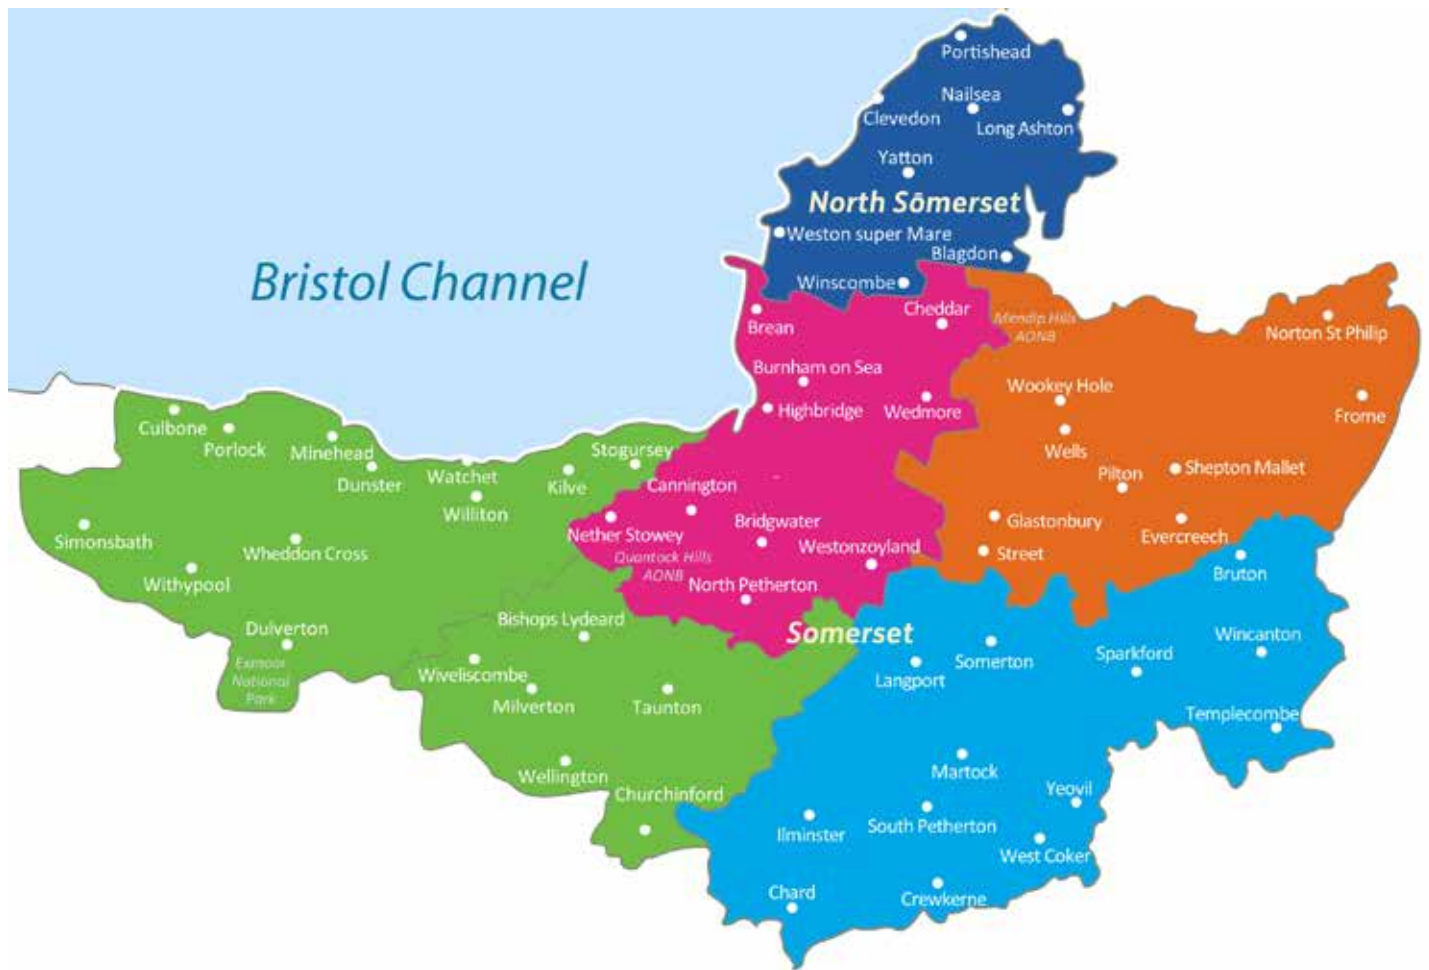 Portishead
Nailsea
Clevedon
Long Ashton
Yatton
North Sōmerset
Weston super Mare
Blagdon
Bristol Channel
Winscombe
Cheddar
Brean
Mendip Hills
AONB
Norton St Philip
Burnham on Sea
Wookey Hole
Highbridge
Wedmore
Frome
Culbone
Porlock
Minehead
Stogursey
Wells
Dunster
Watchet
Kilve
Pilton
Shepton Mallet
Cannington
Williton
Bridgwater
Glastonbury
Nether Stowey
Evercreech
Simonsbath
Wheddon Cross
Westonzoyland
Street
Quantock Hills
AONB
Bruton
Withypool
North Petherton
Bishops Lydeard
Dulverton
Somerset
Wincanton
Exmoor
National
Park
Somerton
Sparkford
Wiveliscombe
Langport
Milverton
Taunton
Templecombe
Wellington
Martock
Churchinford
Yeovil
Ilminster
South Petherton
West Coker
Chard
Crewkerne